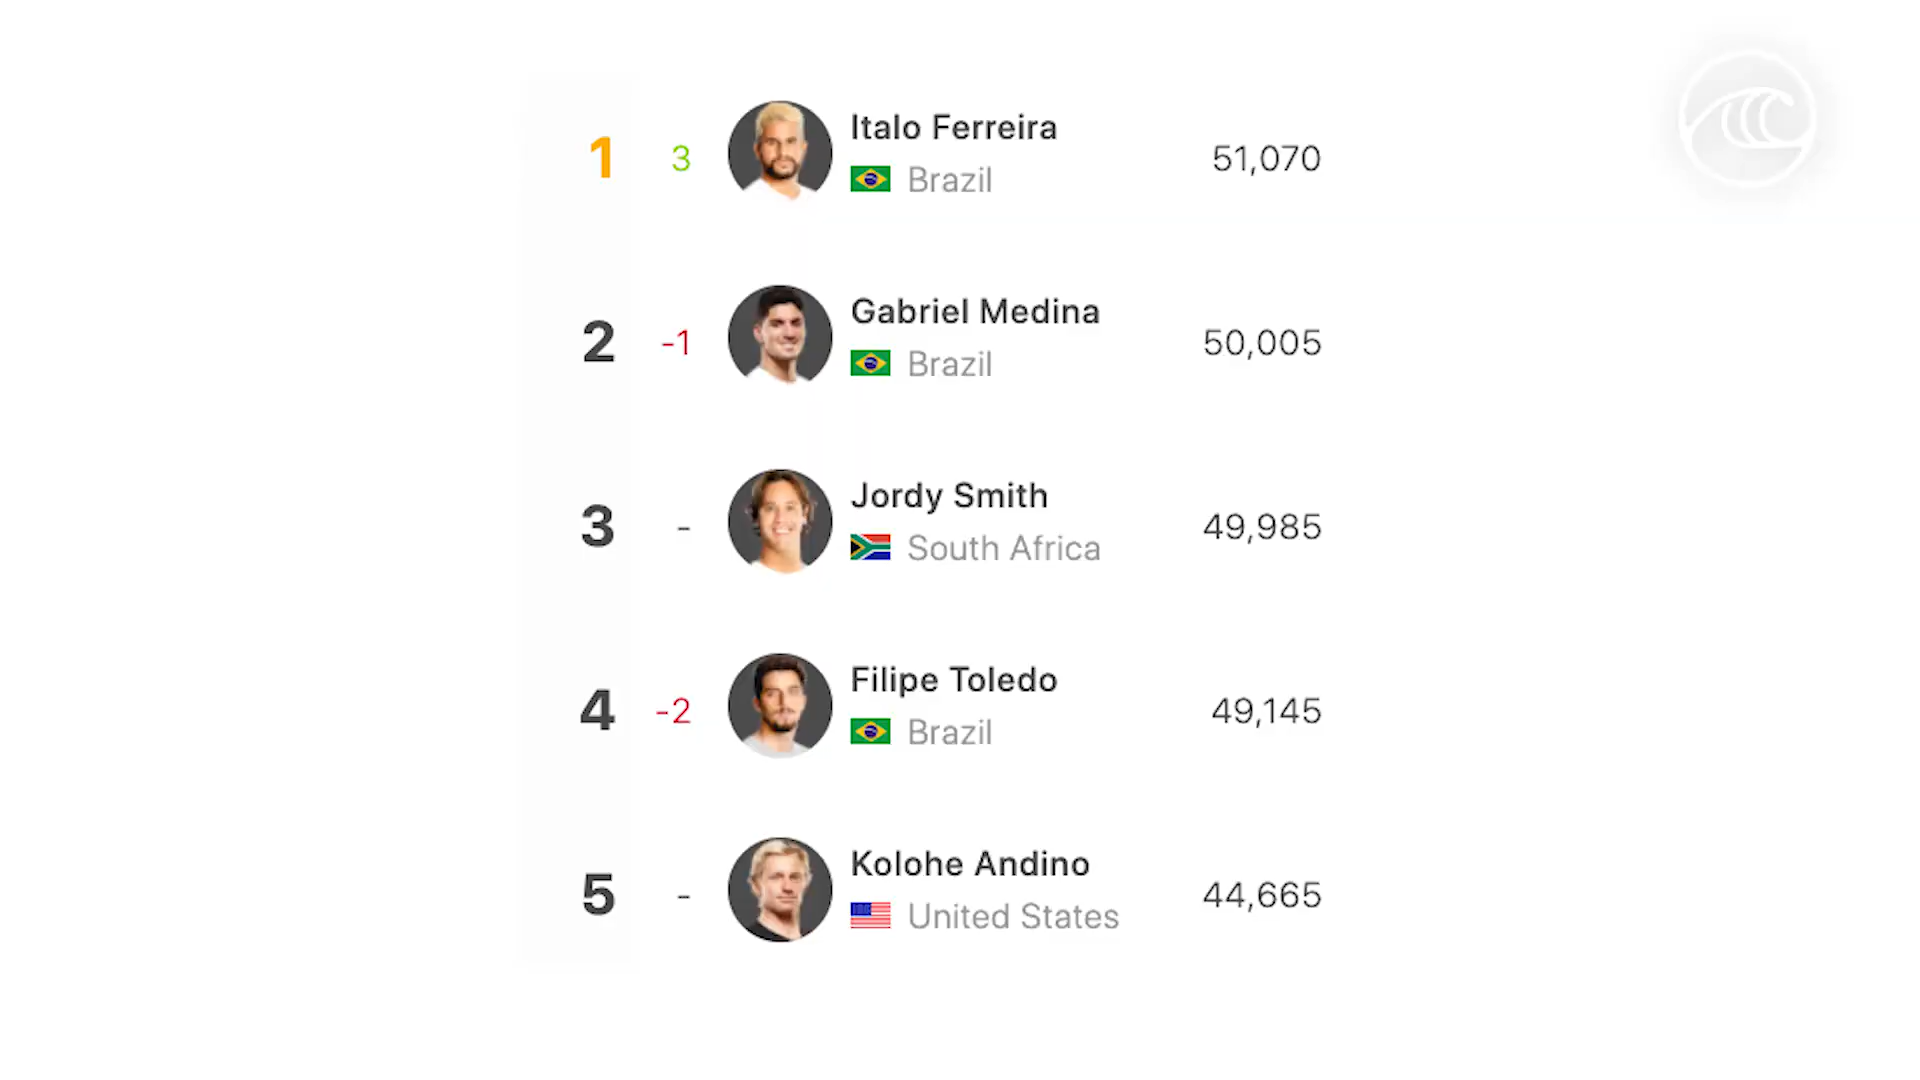 1 3 Italo Ferreira 51,070
Brazil
2 -1 Gabriel Medina 50,005
Brazil
3 - Jordy Smith 49,985
South Africa
4 -2 Filipe Toledo 49,145
Brazil
5 - Kolohe Andino 44,665
United States